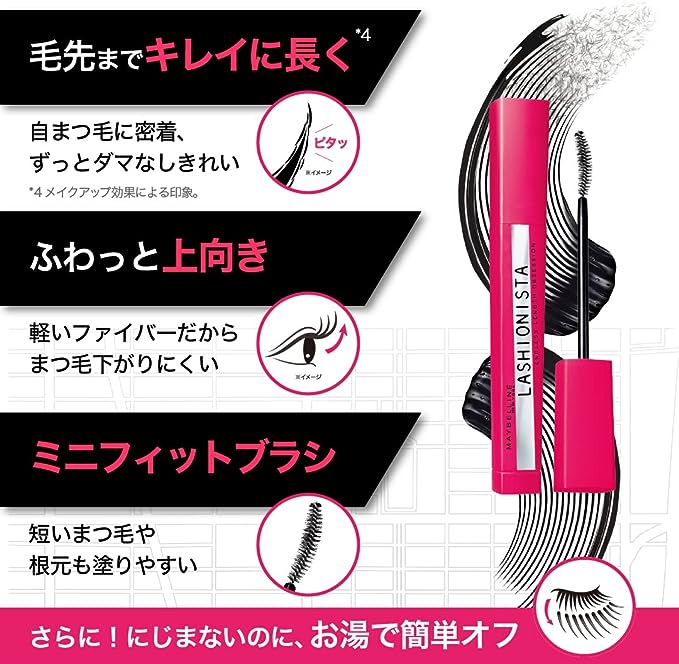 毛先までキレイに長く*4
自まつ毛に密着、
ずっとダマなしきれい
*4 メイクアップ効果による印象。
ピタッ
※イメージ
ふわっと上向き
軽いファイバーだから
まつ毛下がりにくい
※イメージ
ミニフィットブラシ
短いまつ毛や
根元も塗りやすい
MAYBELLINE
LASHIONISTA
ENDLESS LENGTH OBSESSION
さらに！にじまないのに、お湯で簡単オフ